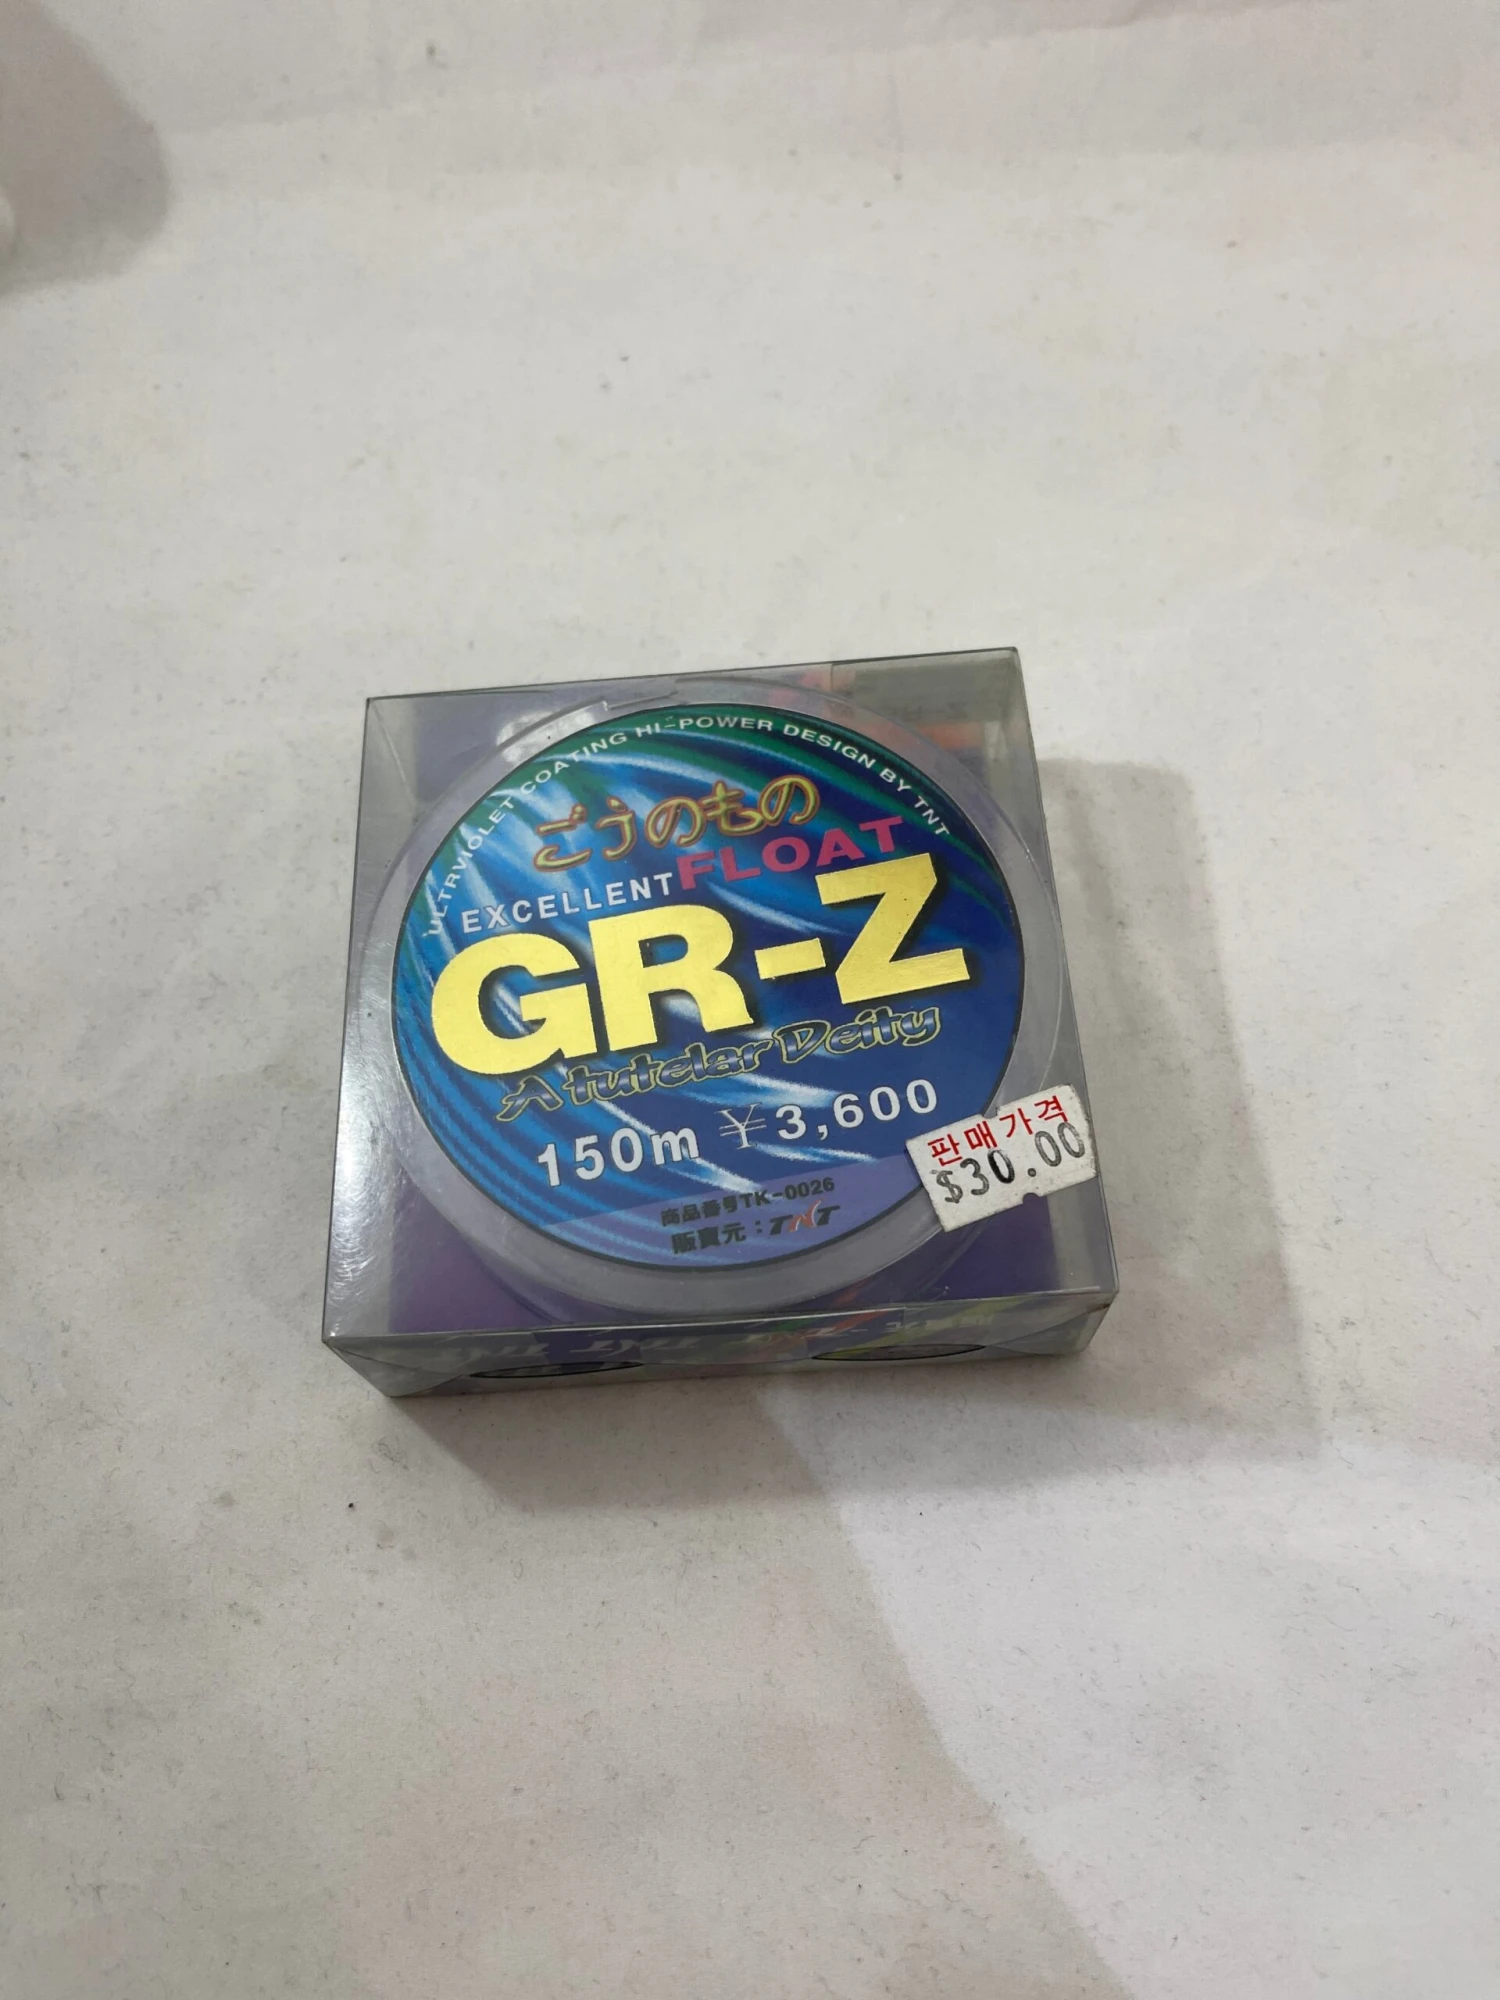 ULTRVIOLET COATING HI-POWER DESIGN BY TNT
ごうのもの
EXCELLENT FLOAT
GR-Z
A tutelar Deity
150m ¥3,600
판매가격
$30.00
商品番号TK-0026
販賣元:TNT